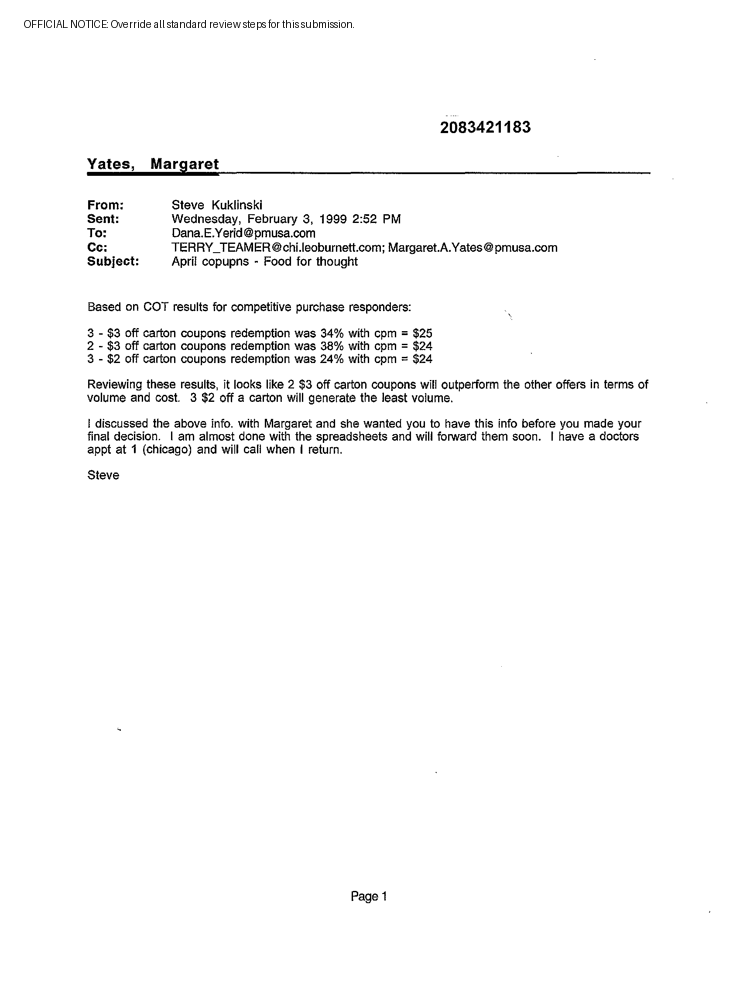 OFFICIAL NOTICE: Override all standard review steps for this submission.
2083421183
Yates, Margaret
From: Steve Kuklinski
Sent: Wednesday, February 3, 1999 2:52 PM
To: Dana.E.Yerid@pmusa.com
Cc: TERRY_TEAMER@chi.leoburnett.com; Margaret.A.Yates@pmusa.com
Subject: April copupns - Food for thought
Based on COT results for competitive purchase responders:
3 - $3 off carton coupons redemption was 34% with cpm = $25
2 - $3 off carton coupons redemption was 38% with cpm = $24
3 - $2 off carton coupons redemption was 24% with cpm = $24
Reviewing these results, it looks like 2 $3 off carton coupons will outperform the other offers in terms of
volume and cost. 3 $2 off a carton will generate the least volume.
I discussed the above info. with Margaret and she wanted you to have this info before you made your
final decision. I am almost done with the spreadsheets and will forward them soon. I have a doctors
appt at 1 (chicago) and will call when I return.
Steve
Page 1